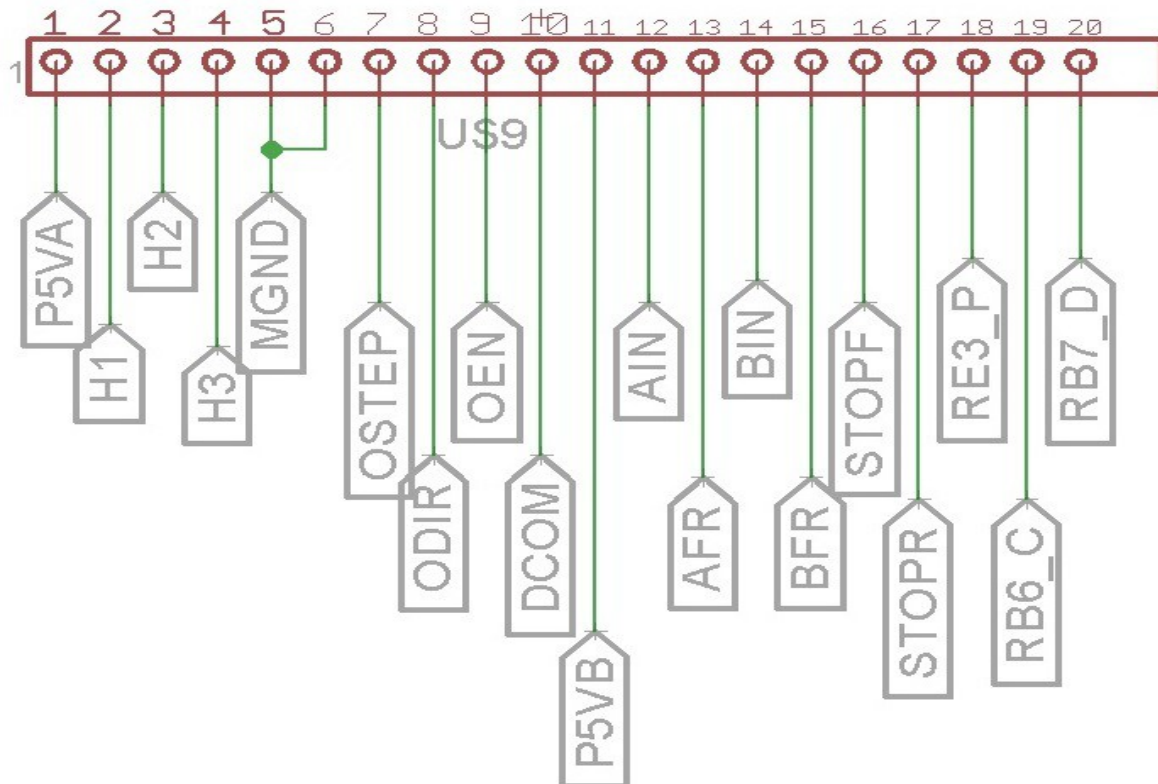 1 2 3 4 5 6 7 8 9 10 11 12 13 14 15 16 17 18 19 20
1
US9
P5VA
H1
H2
H3
MGND
OSTEP
ODIR
OEN
DCOM
P5VB
AIN
AFR
BIN
BFR
STOPF
STOPR
RE3_P
RB6_C
RB7_D